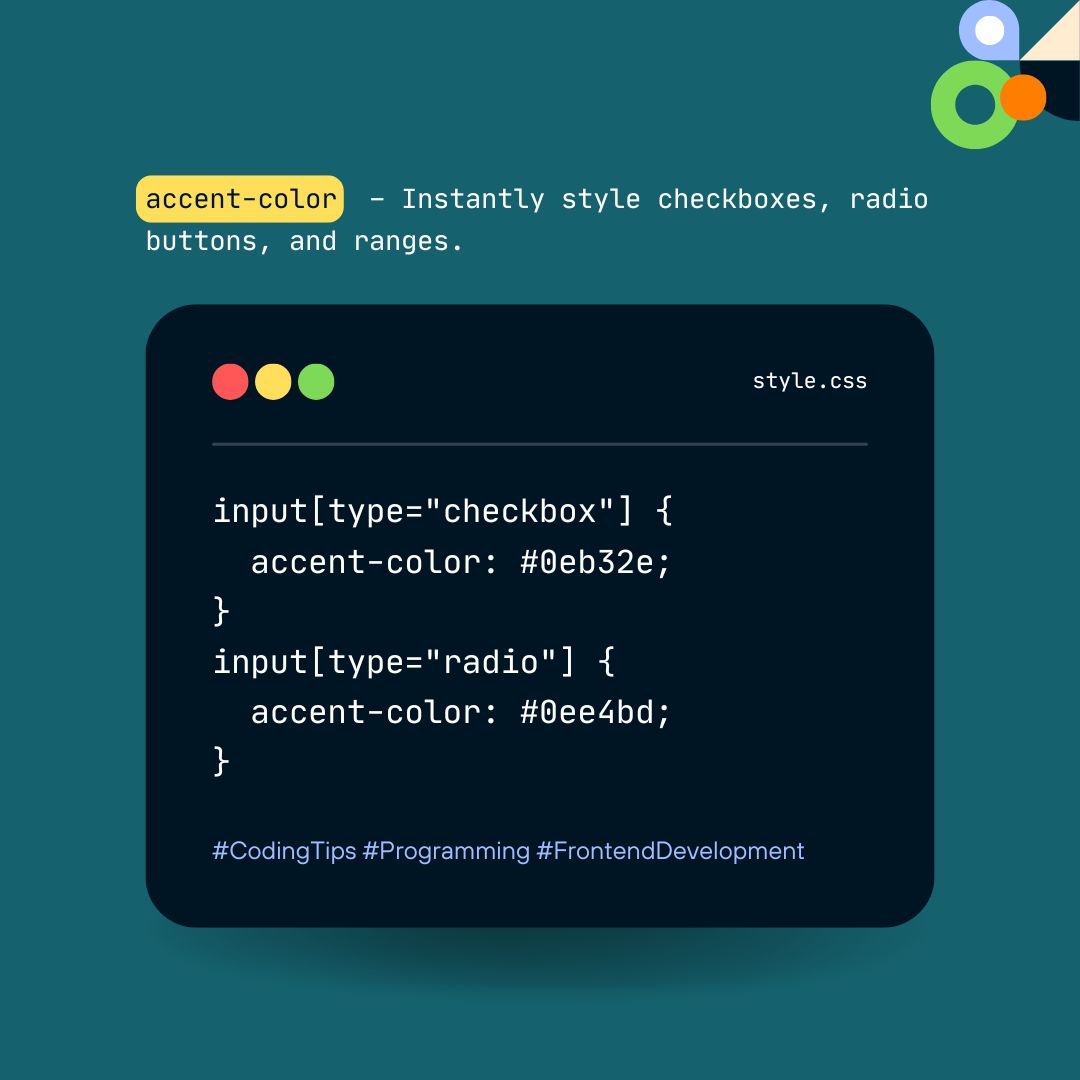 accent-color – Instantly style checkboxes, radio
buttons, and ranges.
style.css
input[type="checkbox"] {
  accent-color: #0eb32e;
}
input[type="radio"] {
  accent-color: #0ee4bd;
}
#CodingTips #Programming #FrontendDevelopment